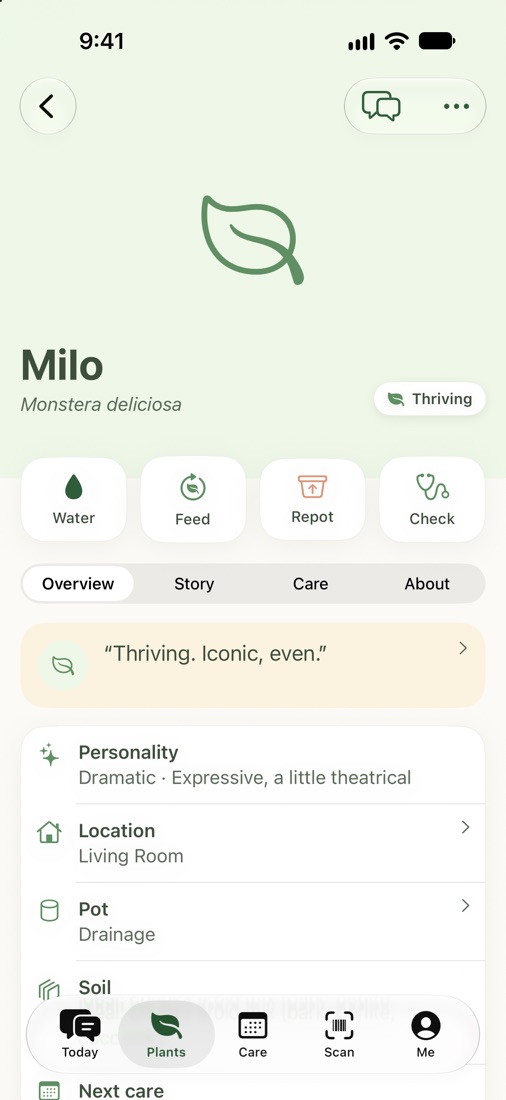 9:41
Milo
Monstera deliciosa
Thriving
Water
Feed
Repot
Check
Overview
Story
Care
About
“Thriving. Iconic, even.”
Personality
Dramatic · Expressive, a little theatrical
Location
Living Room
Pot
Drainage
Soil
Today
Plants
Care
Scan
Me
Next care